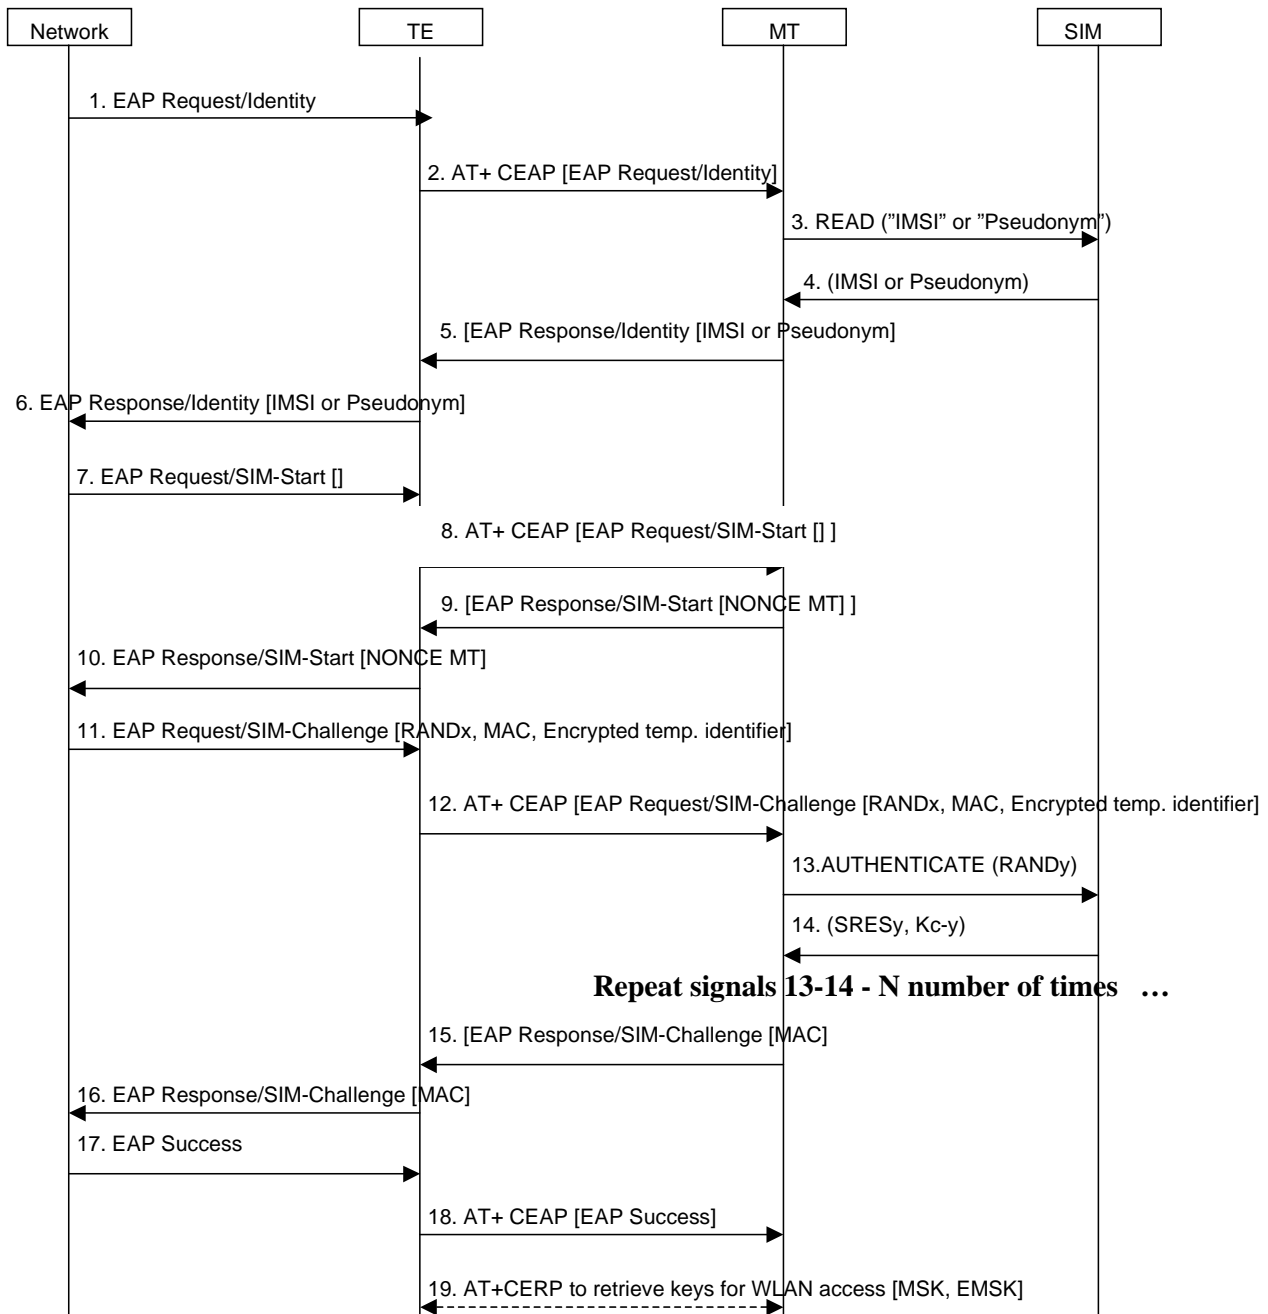 Network
TE
MT
SIM
1. EAP Request/Identity
2. AT+ CEAP [EAP Request/Identity]
3. READ ("IMSI" or "Pseudonym")
4. (IMSI or Pseudonym)
5. [EAP Response/Identity [IMSI or Pseudonym]
6. EAP Response/Identity [IMSI or Pseudonym]
7. EAP Request/SIM-Start []
8. AT+ CEAP [EAP Request/SIM-Start [] ]
9. [EAP Response/SIM-Start [NONCE MT] ]
10. EAP Response/SIM-Start [NONCE MT]
11. EAP Request/SIM-Challenge [RANDx, MAC, Encrypted temp. identifier]
12. AT+ CEAP [EAP Request/SIM-Challenge [RANDx, MAC, Encrypted temp. identifier]
13.AUTHENTICATE (RANDy)
14. (SRESy, Kc-y)
Repeat signals 13-14 - N number of times …
15. [EAP Response/SIM-Challenge [MAC]
16. EAP Response/SIM-Challenge [MAC]
17. EAP Success
18. AT+ CEAP [EAP Success]
19. AT+CERP to retrieve keys for WLAN access [MSK, EMSK]